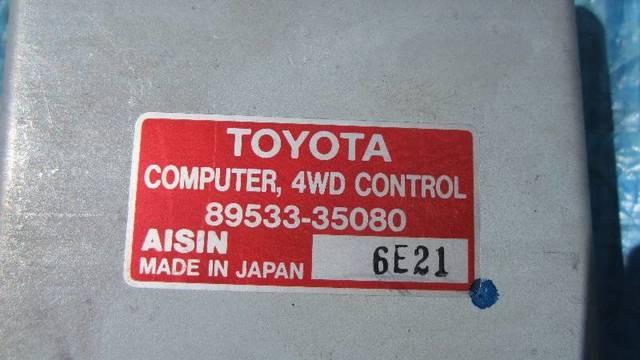 TOYOTA
COMPUTER, 4WD CONTROL
89533-35080
AISIN
MADE IN JAPAN 6E21